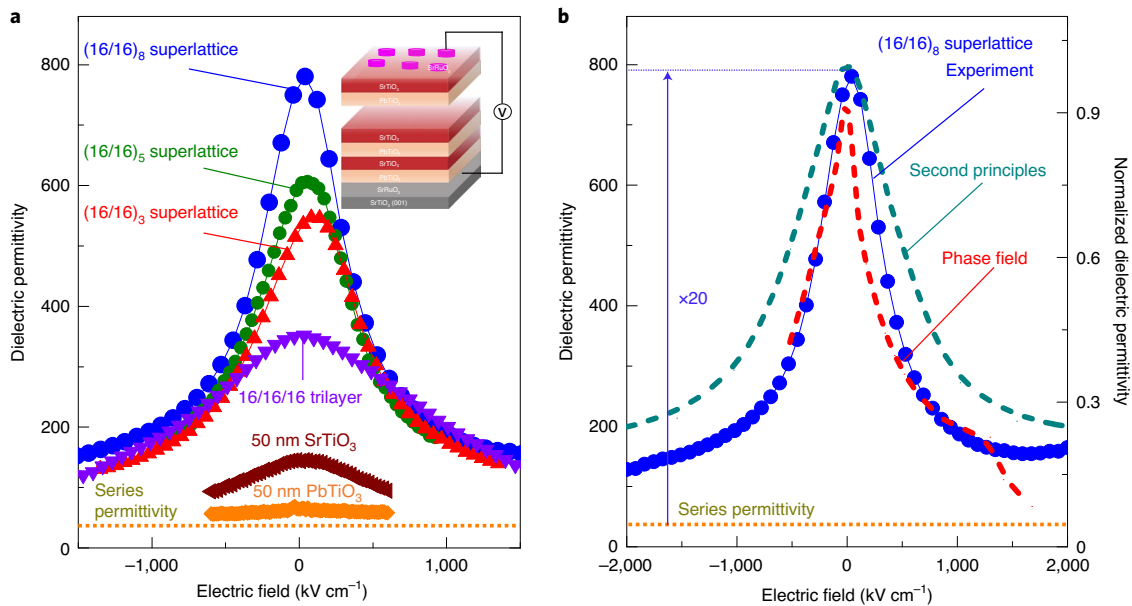 a
(16/16)8 superlattice
(16/16)5 superlattice
(16/16)3 superlattice
16/16/16 trilayer
50 nm SrTiO3
50 nm PbTiO3
Series
permittivity
SrRuO3
SrTiO3
PbTiO3
SrTiO3
PbTiO3
SrTiO3
PbTiO3
SrRuO3
SrTiO3 (001)
V
800
600
400
200
0
Dielectric permittivity
−1,000
0
1,000
Electric field (kV cm−1)
b
(16/16)8 superlattice
Experiment
Second principles
Phase field
×20
Series permittivity
800
600
400
200
0
Dielectric permittivity
0.9
0.6
0.3
0
Normalized dielectric permittivity
−2,000
−1,000
0
1,000
2,000
Electric field (kV cm−1)